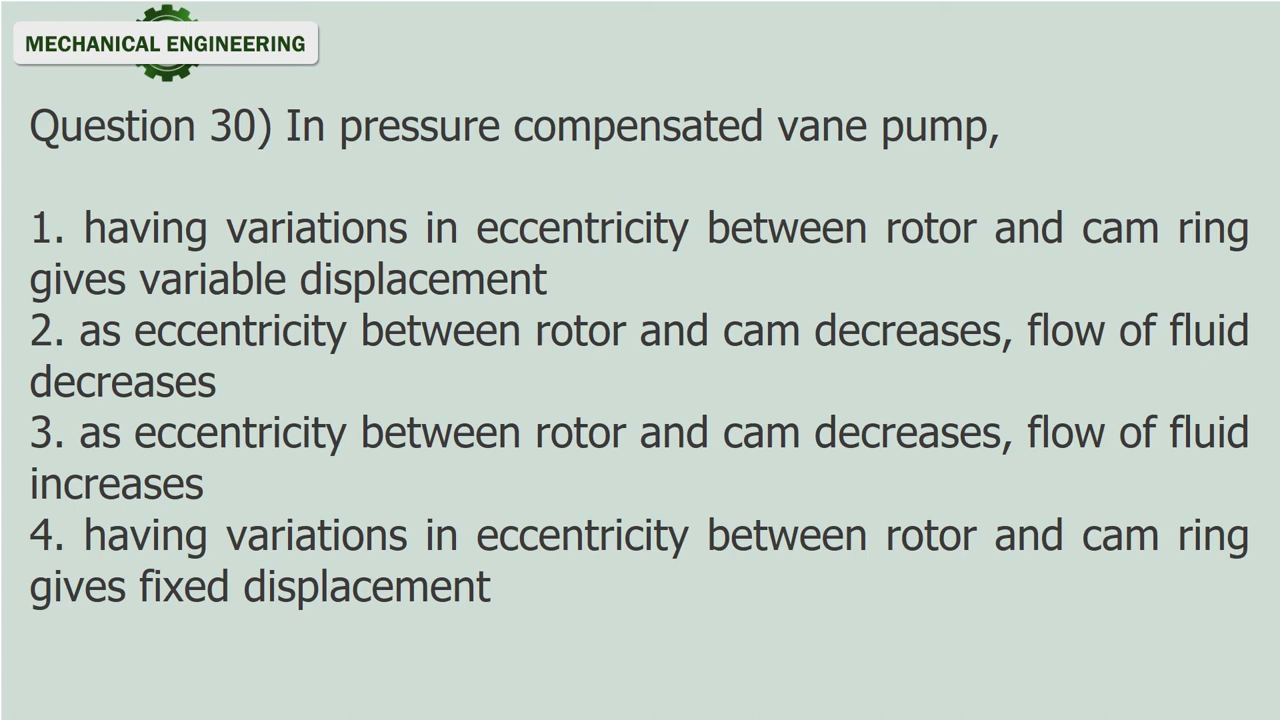 MECHANICAL ENGINEERING
Question 30) In pressure compensated vane pump,
1. having variations in eccentricity between rotor and cam ring
gives variable displacement
2. as eccentricity between rotor and cam decreases, flow of fluid
decreases
3. as eccentricity between rotor and cam decreases, flow of fluid
increases
4. having variations in eccentricity between rotor and cam ring
gives fixed displacement